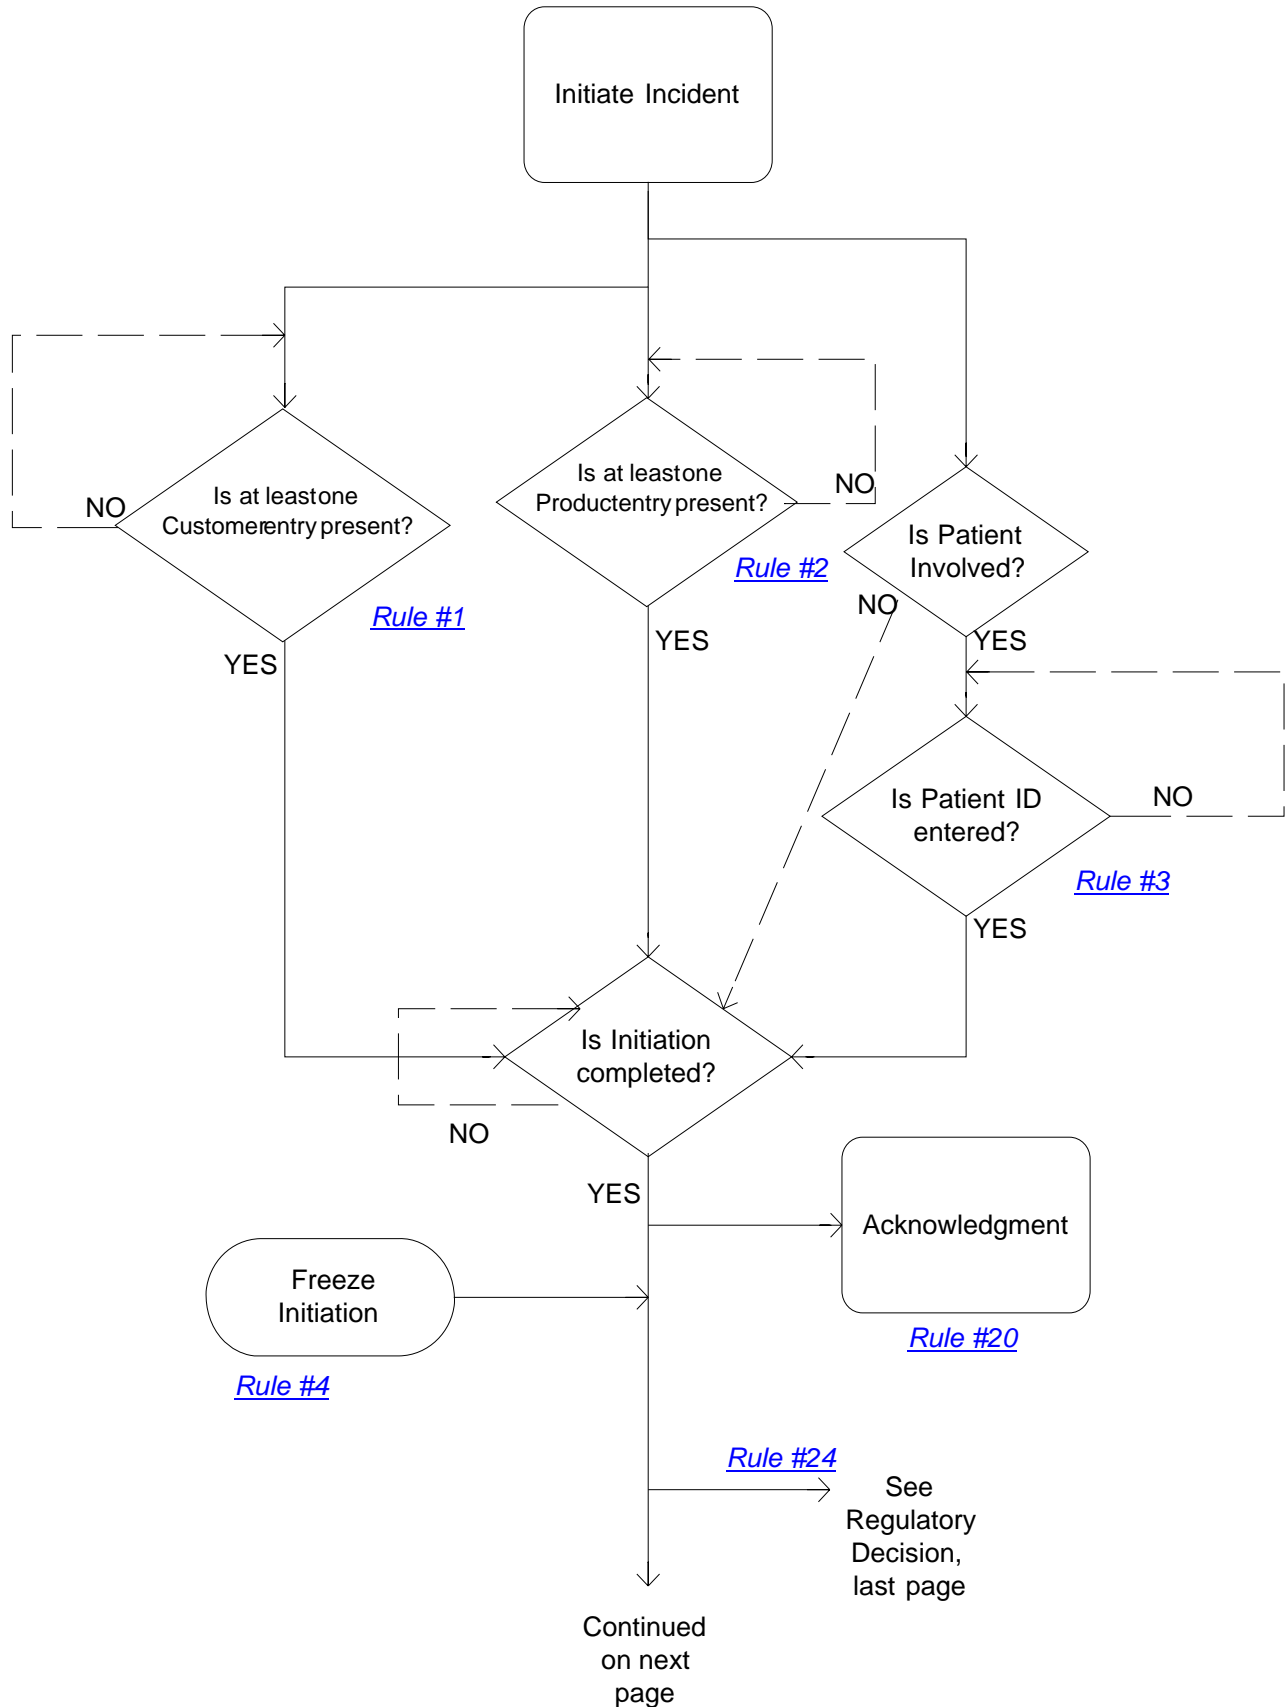 Initiate Incident
Is at leastone
Customerentry present?
NO
YES
Rule #1
Is at leastone
Productentry present?
NO
Rule #2
YES
Is Patient
Involved?
NO
YES
Is Patient ID
entered?
NO
Rule #3
YES
Is Initiation
completed?
NO
YES
Acknowledgment
Rule #20
Freeze
Initiation
Rule #4
Rule #24
See
Regulatory
Decision,
last page
Continued
on next
page